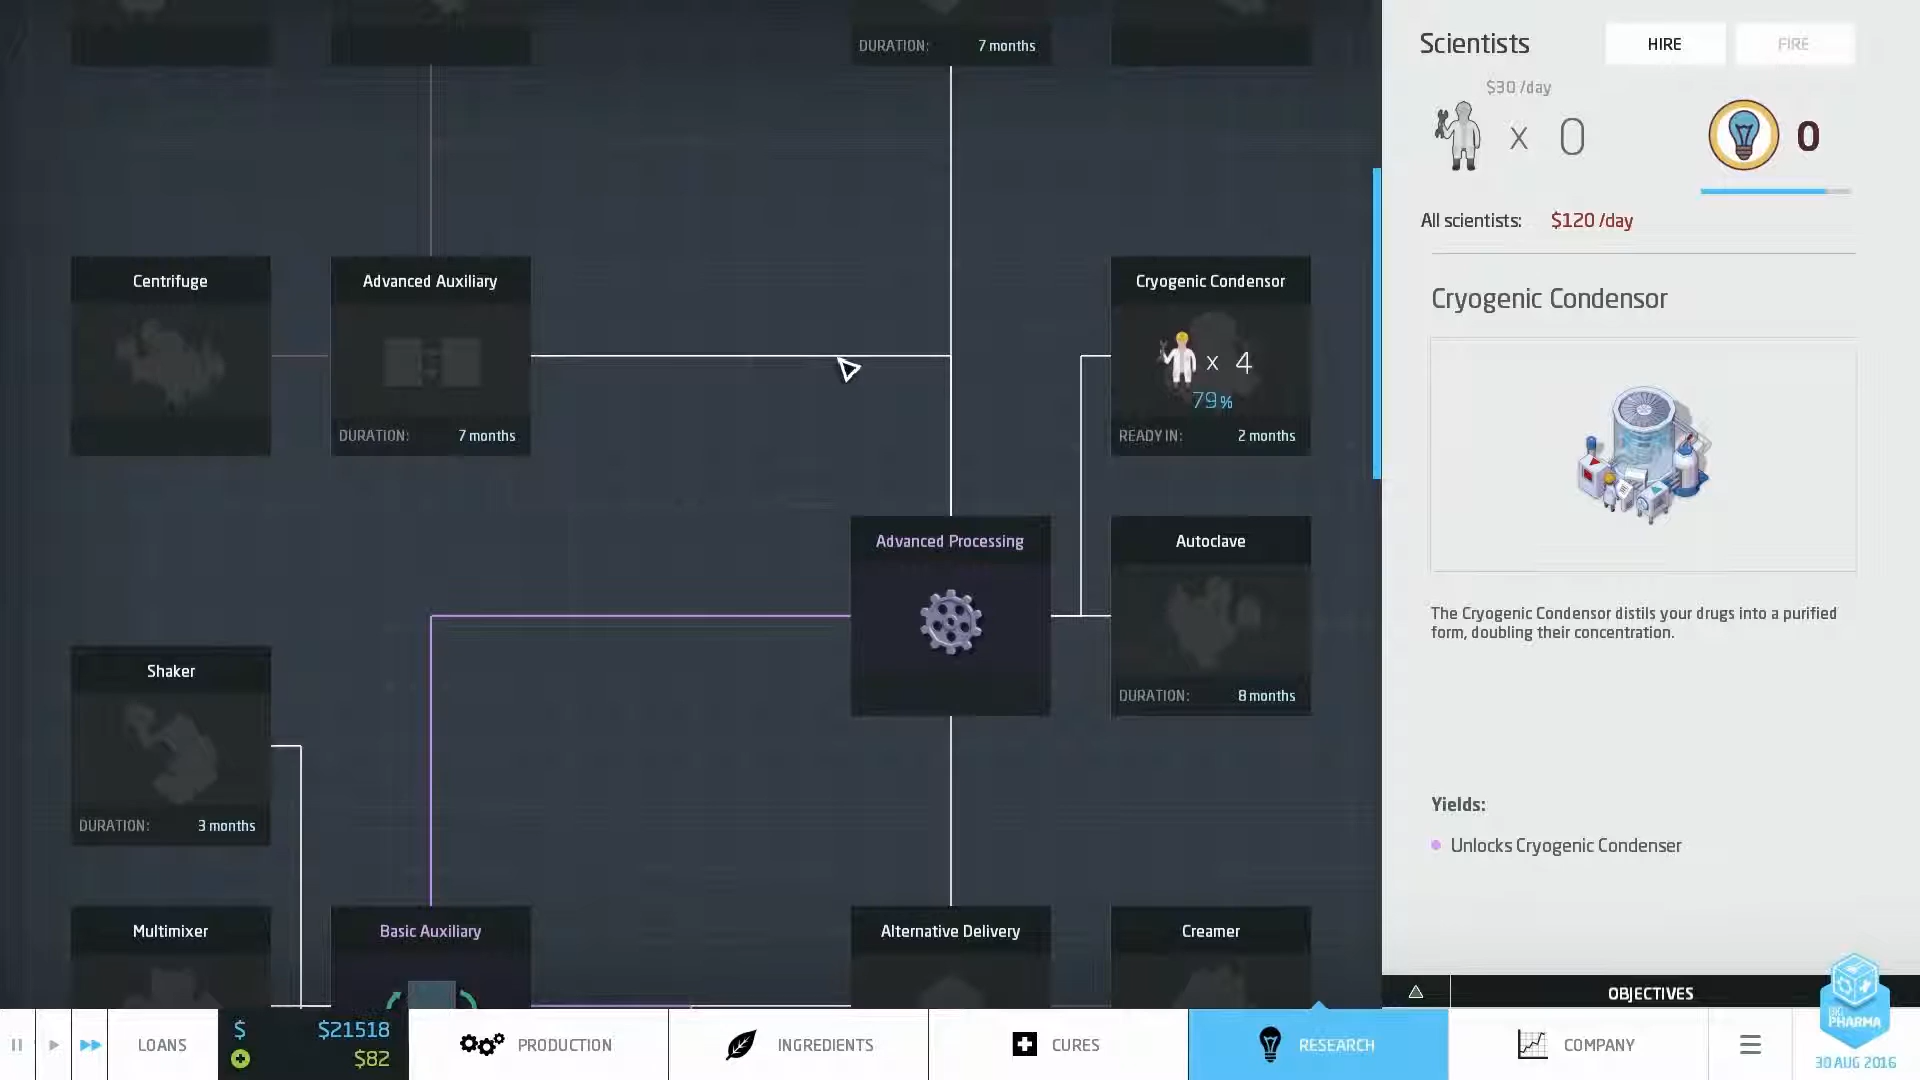 DURATION: 7 months
Centrifuge
Advanced Auxiliary
DURATION: 7 months
Cryogenic Condensor
x 4
79%
READY IN: 2 months
Advanced Processing
Autoclave
DURATION: 8 months
Shaker
DURATION: 3 months
Multimixer
Basic Auxiliary
Alternative Delivery
Creamer
Scientists
HIRE
FIRE
$30 /day
x 0
0
All scientists: $120 /day
Cryogenic Condensor
The Cryogenic Condensor distils your drugs into a purified
form, doubling their concentration.
Yields:
Unlocks Cryogenic Condenser
OBJECTIVES
LOANS
$ $21518
$82
PRODUCTION
INGREDIENTS
CURES
RESEARCH
COMPANY
PHARMA
30 AUG 2016